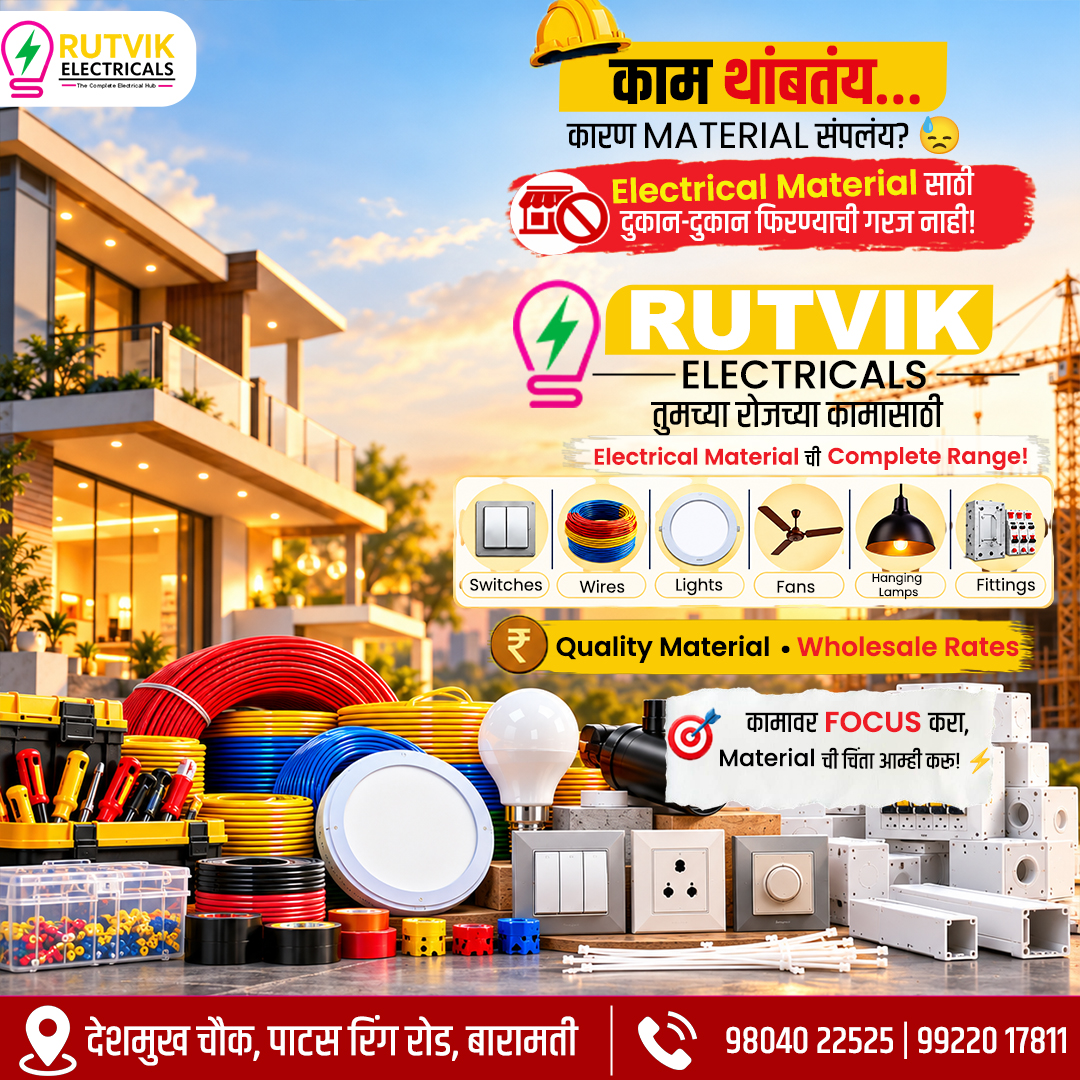 RUTVIK
ELECTRICALS
The Complete Electrical Hub
काम थांबतंय...
कारण MATERIAL संपलंय?
Electrical Material साठी
दुकान-दुकान फिरण्याची गरज नाही!
RUTVIK
ELECTRICALS
तुमच्या रोजच्या कामासाठी
Electrical Material ची Complete Range!
Switches
Wires
Lights
Fans
Hanging
Lamps
Fittings
₹ Quality Material • Wholesale Rates
कामावर FOCUS करा,
Material ची चिंता आम्ही करू!
देशमुख चौक, पाटस रिंग रोड, बारामती
98040 22525 | 99220 17811